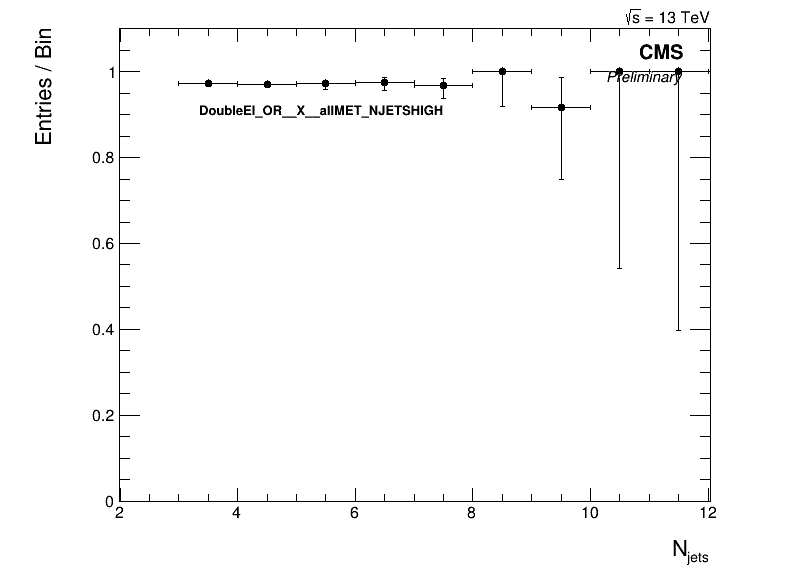 √s = 13 TeV
Entries / Bin
CMS
Preliminary
1
DoubleEl_OR__X__allMET_NJETSHIGH
0.8
0.6
0.4
0.2
0
2 4 6 8 10 12
N_jets